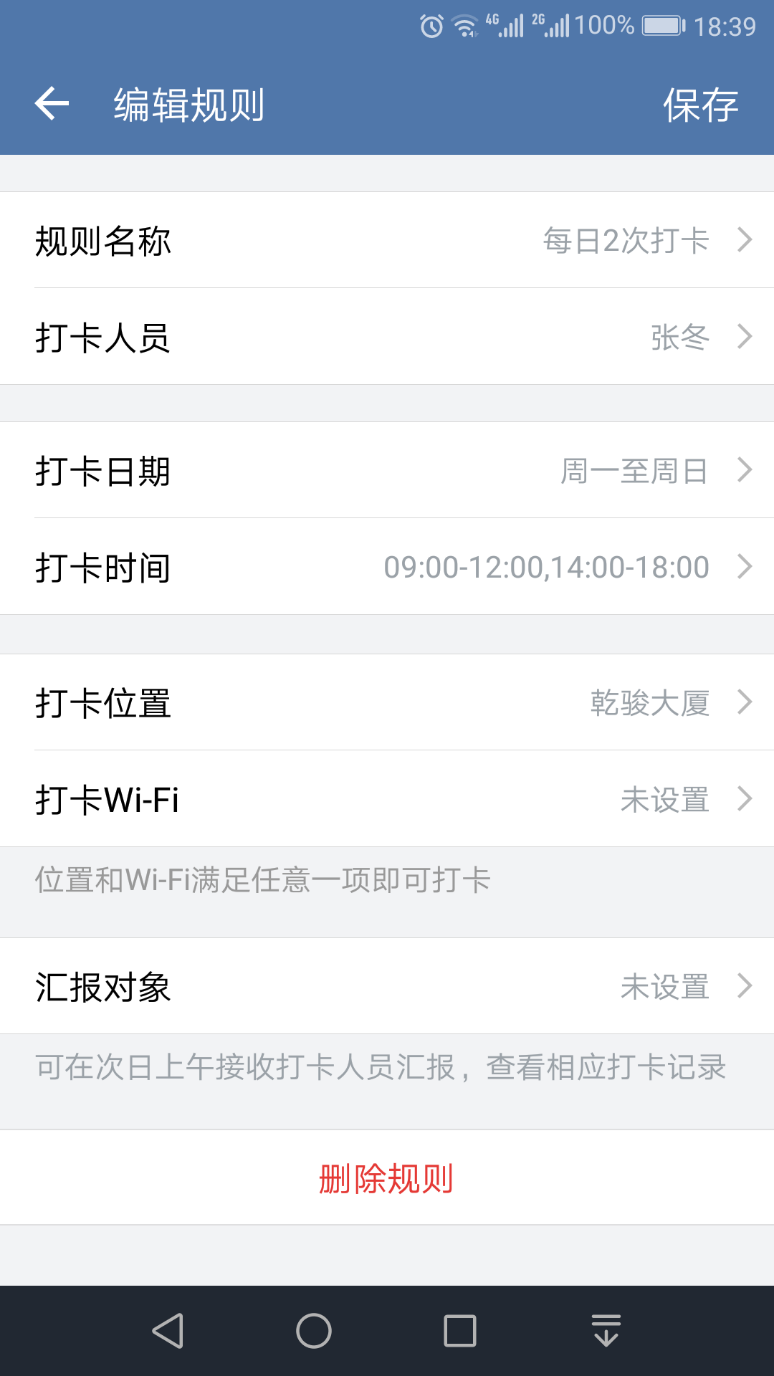 4G 2G 100% 18:39
编辑规则 保存
规则名称 每日2次打卡
打卡人员 张冬
打卡日期 周一至周日
打卡时间 09:00-12:00,14:00-18:00
打卡位置 乾骏大厦
打卡Wi-Fi 未设置
位置和Wi-Fi满足任意一项即可打卡
汇报对象 未设置
可在次日上午接收打卡人员汇报，查看相应打卡记录
删除规则